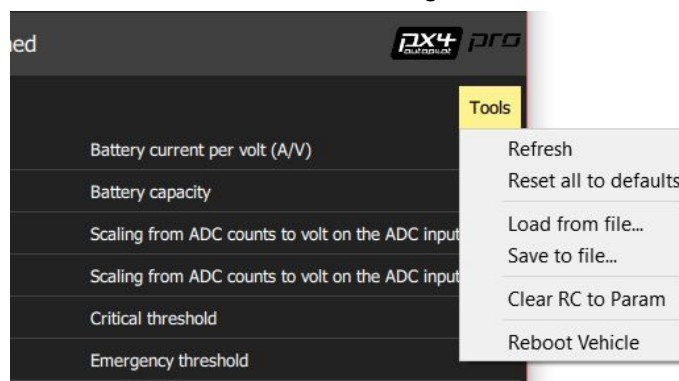 ned
px4 pro
autopilot
Tools
Battery current per volt (A/V)
Battery capacity
Scaling from ADC counts to volt on the ADC input
Scaling from ADC counts to volt on the ADC input
Critical threshold
Emergency threshold
Refresh
Reset all to defaults
Load from file...
Save to file...
Clear RC to Param
Reboot Vehicle